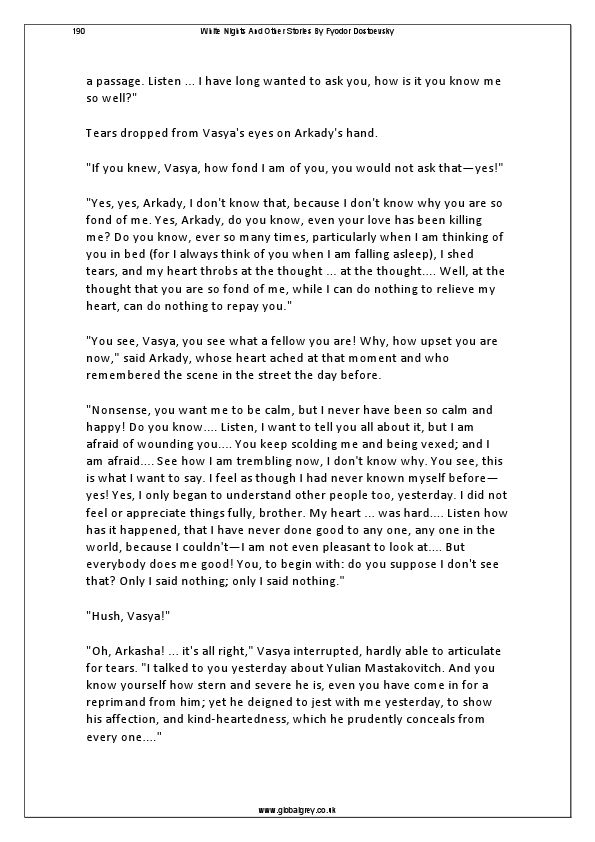 190 White Nights And Other Stories By Fyodor Dostoevsky
a passage. Listen ... I have long wanted to ask you, how is it you know me
so well?"
Tears dropped from Vasya's eyes on Arkady's hand.
"If you knew, Vasya, how fond I am of you, you would not ask that—yes!"
"Yes, yes, Arkady, I don't know that, because I don't know why you are so
fond of me. Yes, Arkady, do you know, even your love has been killing
me? Do you know, ever so many times, particularly when I am thinking of
you in bed (for I always think of you when I am falling asleep), I shed
tears, and my heart throbs at the thought ... at the thought.... Well, at the
thought that you are so fond of me, while I can do nothing to relieve my
heart, can do nothing to repay you."
"You see, Vasya, you see what a fellow you are! Why, how upset you are
now," said Arkady, whose heart ached at that moment and who
remembered the scene in the street the day before.
"Nonsense, you want me to be calm, but I never have been so calm and
happy! Do you know.... Listen, I want to tell you all about it, but I am
afraid of wounding you.... You keep scolding me and being vexed; and I
am afraid.... See how I am trembling now, I don't know why. You see, this
is what I want to say. I feel as though I had never known myself before—
yes! Yes, I only began to understand other people too, yesterday. I did not
feel or appreciate things fully, brother. My heart ... was hard.... Listen how
has it happened, that I have never done good to any one, any one in the
world, because I couldn't—I am not even pleasant to look at.... But
everybody does me good! You, to begin with: do you suppose I don't see
that? Only I said nothing; only I said nothing."
"Hush, Vasya!"
"Oh, Arkasha! ... it's all right," Vasya interrupted, hardly able to articulate
for tears. "I talked to you yesterday about Yulian Mastakovitch. And you
know yourself how stern and severe he is, even you have come in for a
reprimand from him; yet he deigned to jest with me yesterday, to show
his affection, and kind-heartedness, which he prudently conceals from
every one...."
www.globalgrey.co.uk